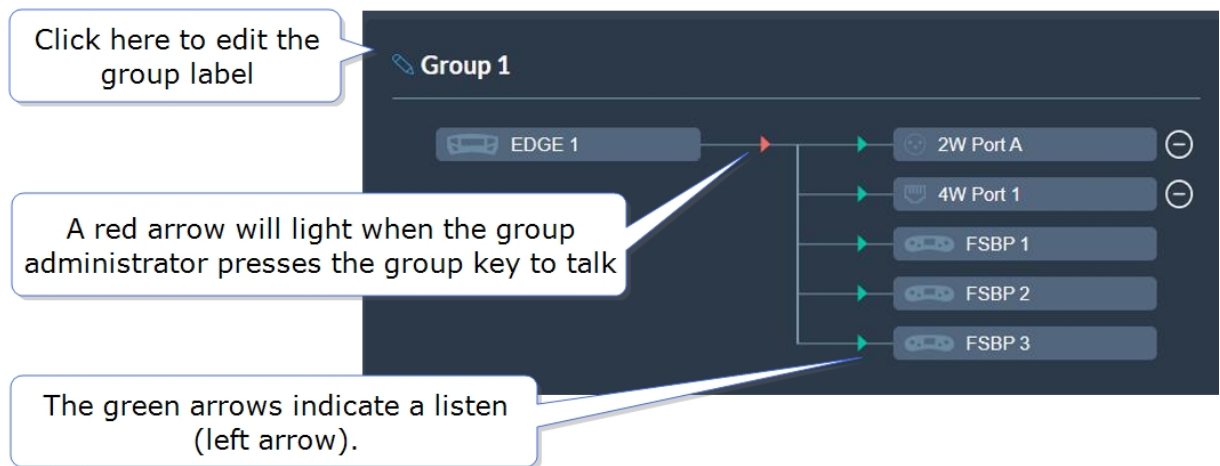 Click here to edit the
group label
Group 1
EDGE 1
2W Port A
4W Port 1
A red arrow will light when the group
administrator presses the group key to talk
FSBP 1
FSBP 2
FSBP 3
The green arrows indicate a listen
(left arrow).